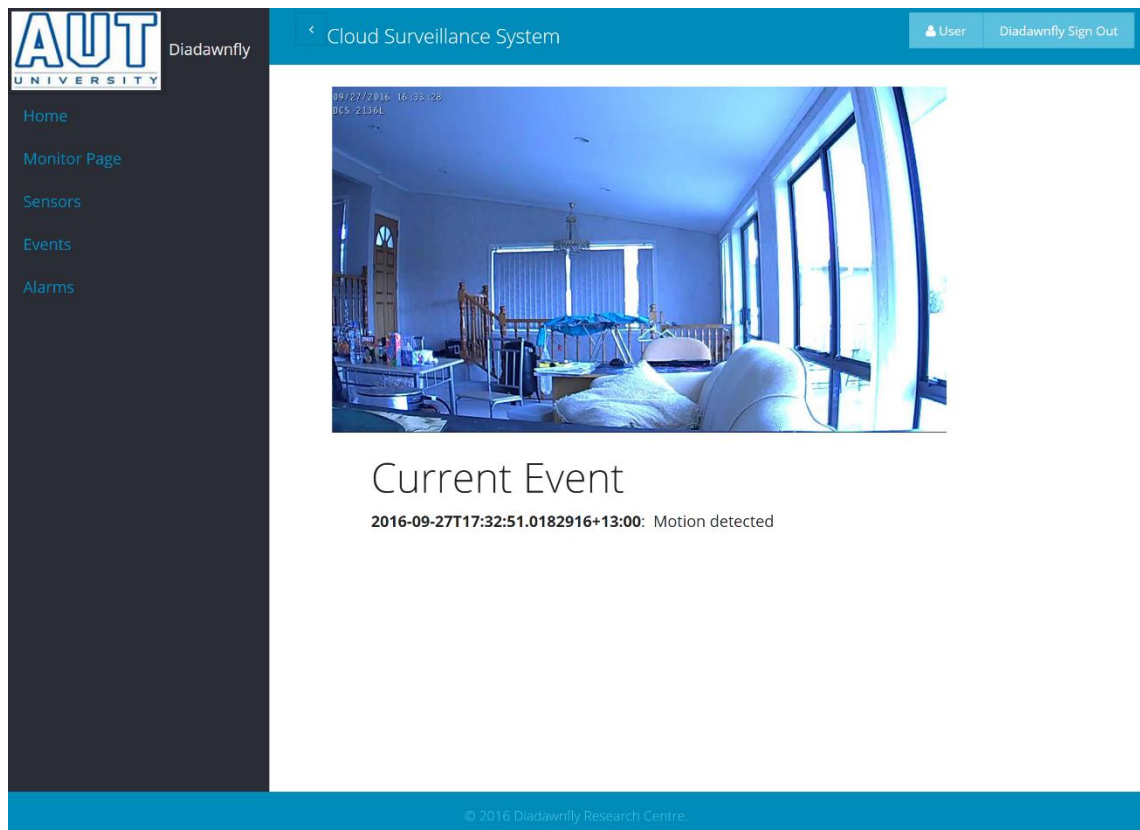 AUT
UNIVERSITY
Diadawnfly
‹ Cloud Surveillance System
User
Diadawnfly Sign Out
Home
Monitor Page
Sensors
Events
Alarms
09/27/2016 16:33:28
DCS-2136L
Current Event
2016-09-27T17:32:51.0182916+13:00: Motion detected
© 2016 Diadawnfly Research Centre.